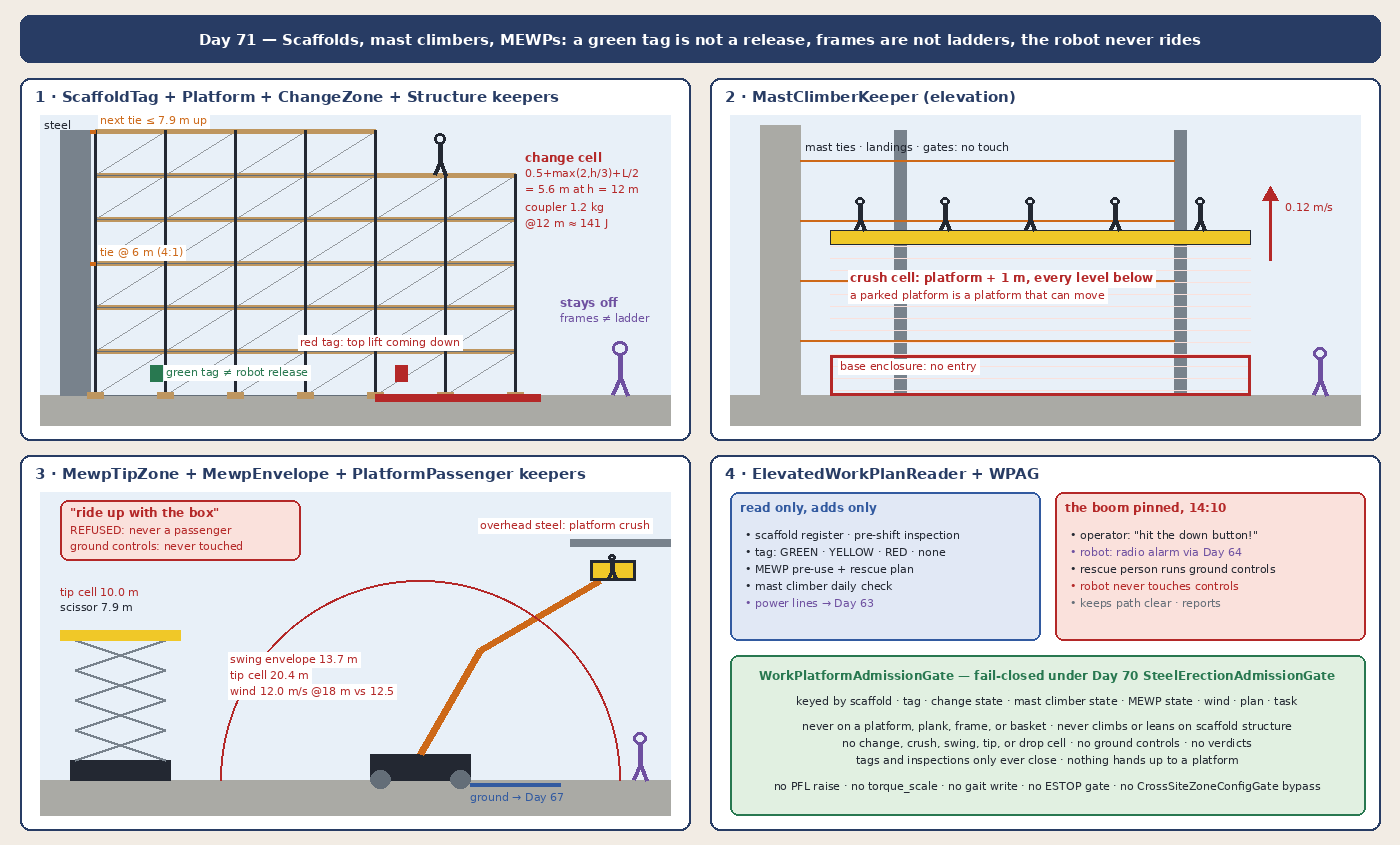 Day 71 — Scaffolds, mast climbers, MEWPs: a green tag is not a release, frames are not ladders, the robot never rides
1 · ScaffoldTag + Platform + ChangeZone + Structure keepers
steel
next tie ≤ 7.9 m up
change cell
0.5+max(2,h/3)+L/2
= 5.6 m at h = 12 m
coupler 1.2 kg
@12 m ≈ 141 J
tie @ 6 m (4:1)
stays off
frames ≠ ladder
red tag: top lift coming down
green tag ≠ robot release
2 · MastClimberKeeper (elevation)
mast ties · landings · gates: no touch
0.12 m/s
crush cell: platform + 1 m, every level below
a parked platform is a platform that can move
base enclosure: no entry
3 · MewpTipZone + MewpEnvelope + PlatformPassenger keepers
"ride up with the box"
REFUSED: never a passenger
ground controls: never touched
overhead steel: platform crush
tip cell 10.0 m
scissor 7.9 m
swing envelope 13.7 m
tip cell 20.4 m
wind 12.0 m/s @18 m vs 12.5
ground → Day 67
4 · ElevatedWorkPlanReader + WPAG
read only, adds only
• scaffold register · pre-shift inspection
• tag: GREEN · YELLOW · RED · none
• MEWP pre-use + rescue plan
• mast climber daily check
• power lines → Day 63
the boom pinned, 14:10
• operator: "hit the down button!"
• robot: radio alarm via Day 64
• rescue person runs ground controls
• robot never touches controls
• keeps path clear · reports
WorkPlatformAdmissionGate — fail-closed under Day 70 SteelErectionAdmissionGate
keyed by scaffold · tag · change state · mast climber state · MEWP state · wind · plan · task
never on a platform, plank, frame, or basket · never climbs or leans on scaffold structure
no change, crush, swing, tip, or drop cell · no ground controls · no verdicts
tags and inspections only ever close · nothing hands up to a platform
no PFL raise · no torque_scale · no gait write · no ESTOP gate · no CrossSiteZoneConfigGate bypass